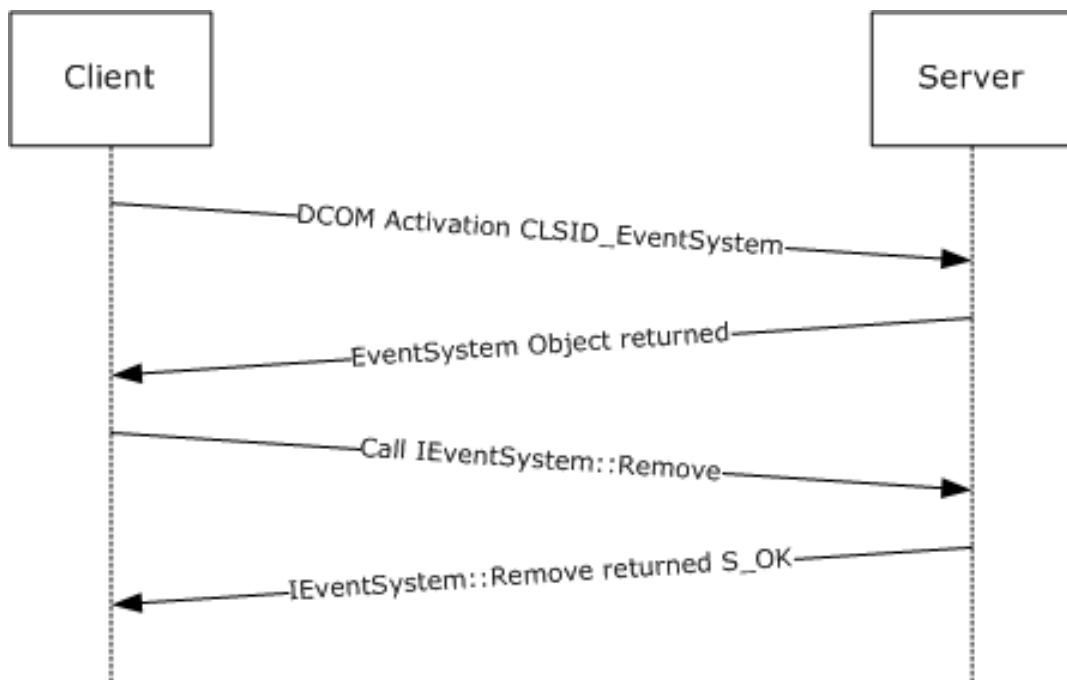 Client
Server
DCOM Activation CLSID_EventSystem
EventSystem Object returned
Call IEventSystem::Remove
IEventSystem::Remove returned S_OK